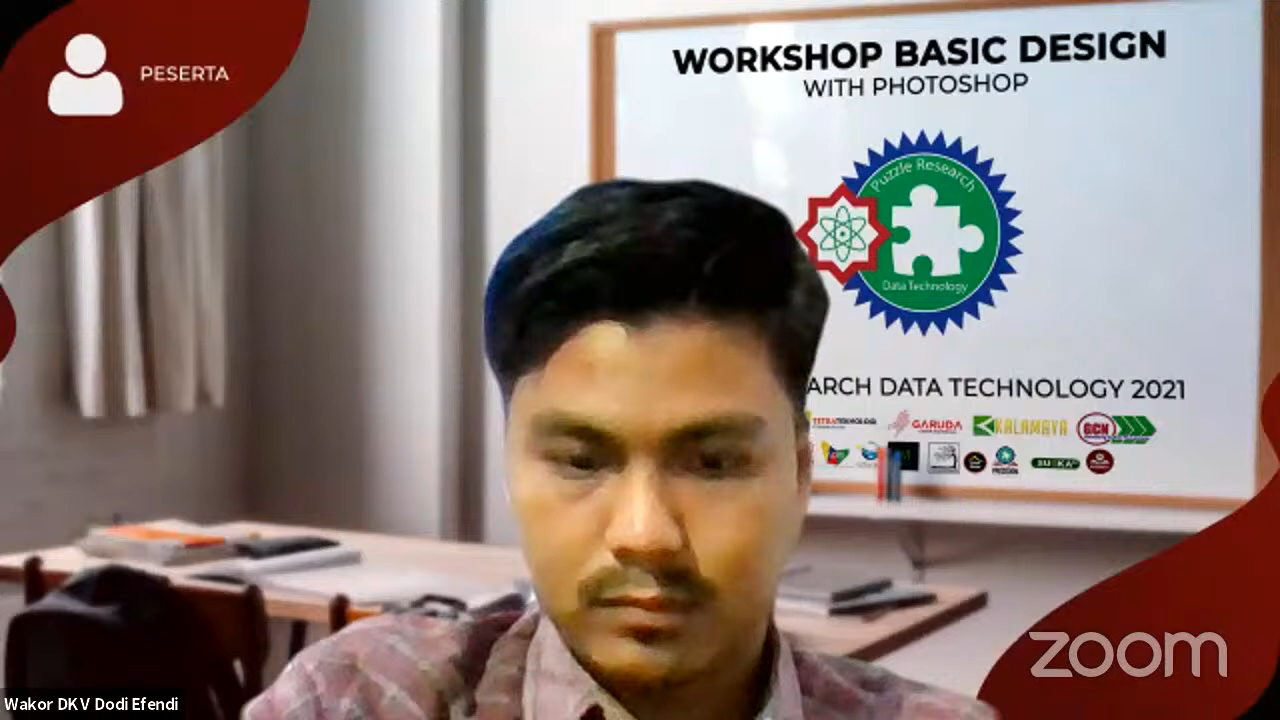 PESERTA
WORKSHOP BASIC DESIGN
WITH PHOTOSHOP
Puzzle Research
Data Technology
ARCH DATA TECHNOLOGY 2021
GARUDA
KALAMAYA
GCN
zoom
Wakor DKV Dodi Efendi